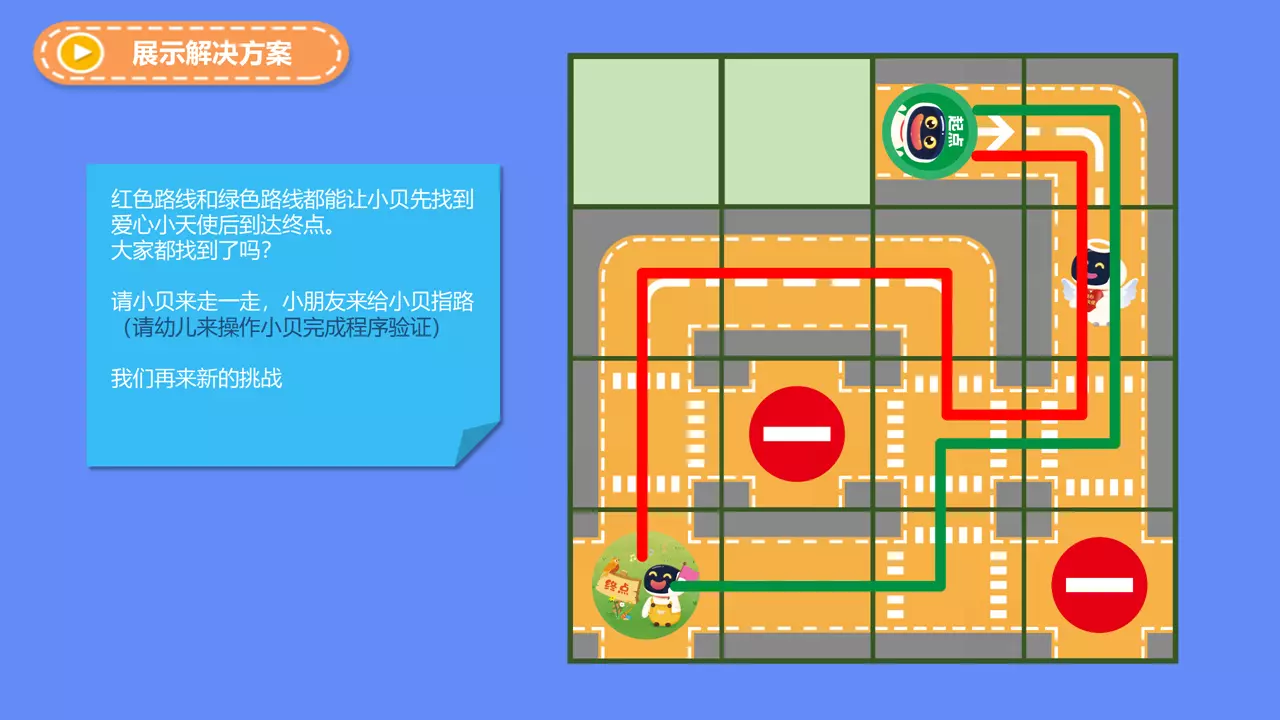 展示解决方案
红色路线和绿色路线都能让小贝先找到
爱心小天使后到达终点。
大家都找到了吗?
请小贝来走一走，小朋友来给小贝指路
（请幼儿来操作小贝完成程序验证）
我们再来新的挑战
起点
终点